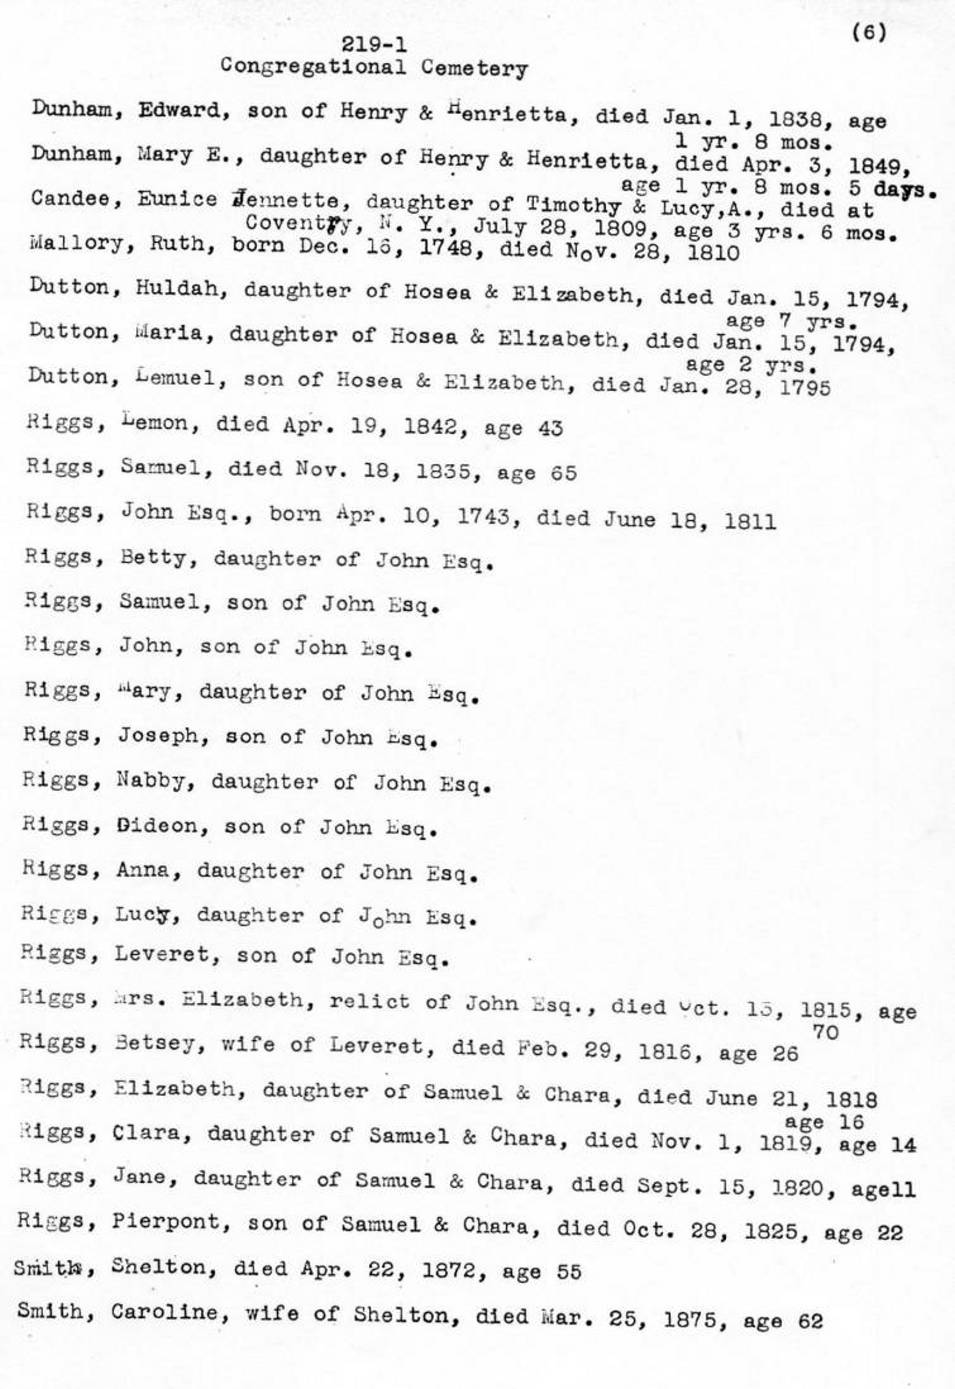 (6)
219-1
Congregational Cemetery
Dunham, Edward, son of Henry & Henrietta, died Jan. 1, 1838, age
1 yr. 8 mos.
Dunham, Mary E., daughter of Henry & Henrietta, died Apr. 3, 1849,
age 1 yr. 8 mos. 5 days.
Candee, Eunice Jennette, daughter of Timothy & Lucy,A., died at
Coventry, N. Y., July 28, 1809, age 3 yrs. 6 mos.
Mallory, Ruth, born Dec. 16, 1748, died Nov. 28, 1810
Dutton, Huldah, daughter of Hosea & Elizabeth, died Jan. 15, 1794,
age 7 yrs.
Dutton, Maria, daughter of Hosea & Elizabeth, died Jan. 15, 1794,
age 2 yrs.
Dutton, Lemuel, son of Hosea & Elizabeth, died Jan. 28, 1795
Riggs, Lemon, died Apr. 19, 1842, age 43
Riggs, Samuel, died Nov. 18, 1835, age 65
Riggs, John Esq., born Apr. 10, 1743, died June 18, 1811
Riggs, Betty, daughter of John Esq.
Riggs, Samuel, son of John Esq.
Riggs, John, son of John Esq.
Riggs, Mary, daughter of John Esq.
Riggs, Joseph, son of John Esq.
Riggs, Nabby, daughter of John Esq.
Riggs, Dideon, son of John Esq.
Riggs, Anna, daughter of John Esq.
Riggs, Lucy, daughter of John Esq.
Riggs, Leveret, son of John Esq.
Riggs, Mrs. Elizabeth, relict of John Esq., died Oct. , 1815, age
70
Riggs, Betsey, wife of Leveret, died Feb. 29, 1816, age 26
Riggs, Elizabeth, daughter of Samuel & Chara, died June 21, 1818
age 16
Riggs, Clara, daughter of Samuel & Chara, died Nov. 1, 1819, age 14
Riggs, Jane, daughter of Samuel & Chara, died Sept. 15, 1820, age11
Riggs, Pierpont, son of Samuel & Chara, died Oct. 28, 1825, age 22
Smith, Shelton, died Apr. 22, 1872, age 55
Smith, Caroline, wife of Shelton, died Mar. 25, 1875, age 62